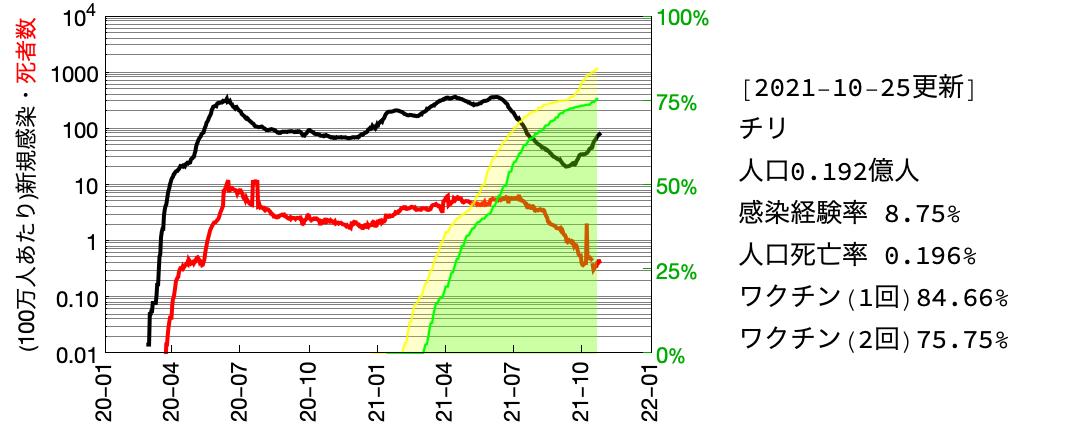 (100万人あたり)新規感染・死者数
10^4
1000
100
10
1
0.10
0.01
100%
75%
50%
25%
0%
20-01
20-04
20-07
20-10
21-01
21-04
21-07
21-10
22-01
[2021-10-25更新]
チリ
人口0.192億人
感染経験率 8.75%
人口死亡率 0.196%
ワクチン(1回)84.66%
ワクチン(2回)75.75%